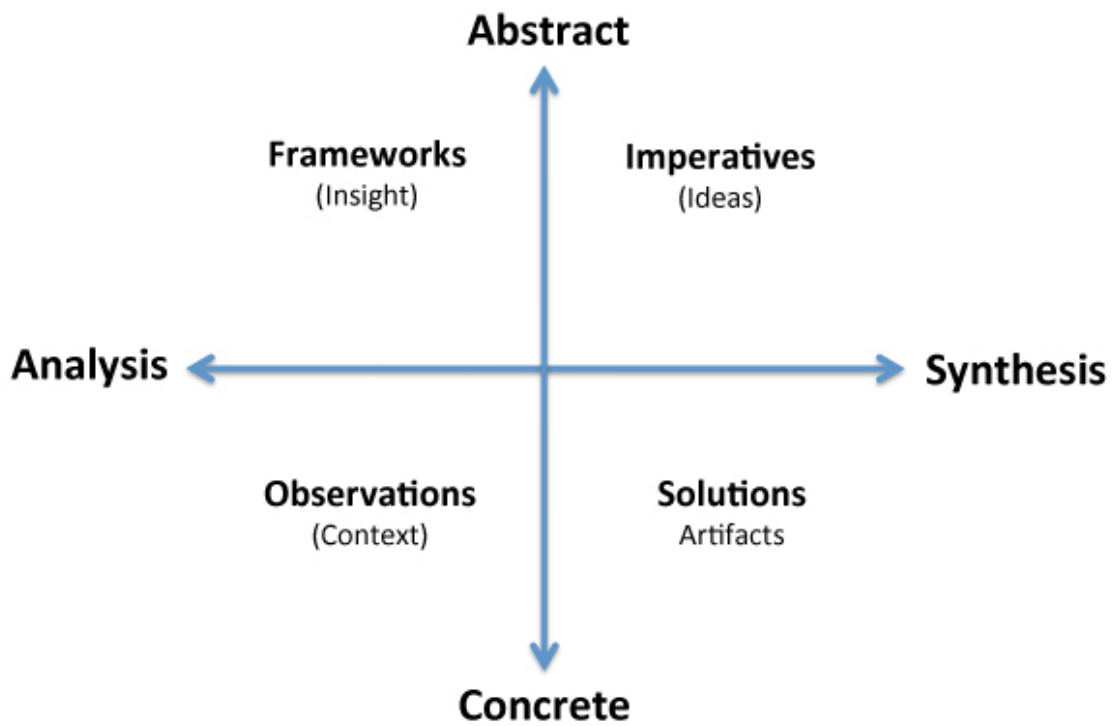 Abstract
Frameworks
(Insight)
Imperatives
(Ideas)
Analysis
Synthesis
Observations
(Context)
Solutions
Artifacts
Concrete